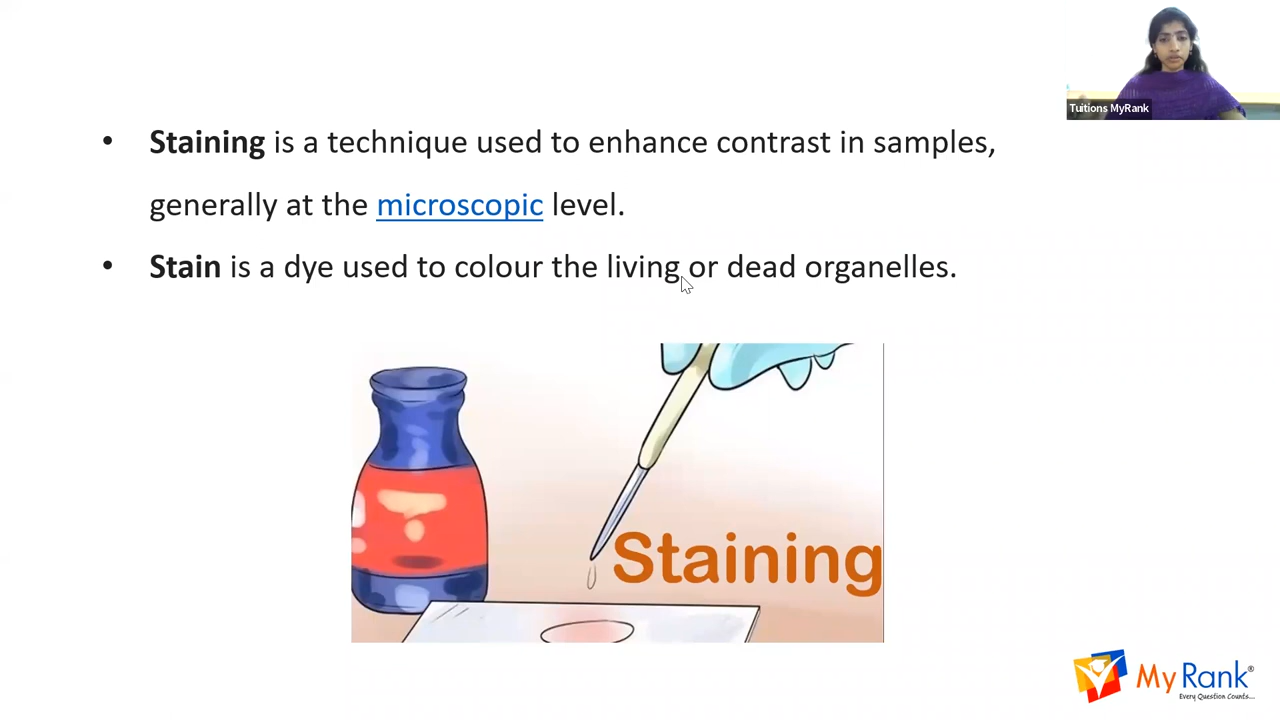 Tuitions MyRank
• Staining is a technique used to enhance contrast in samples,
generally at the microscopic level.
• Stain is a dye used to colour the living or dead organelles.
Staining
My Rank®
Every Question Counts...